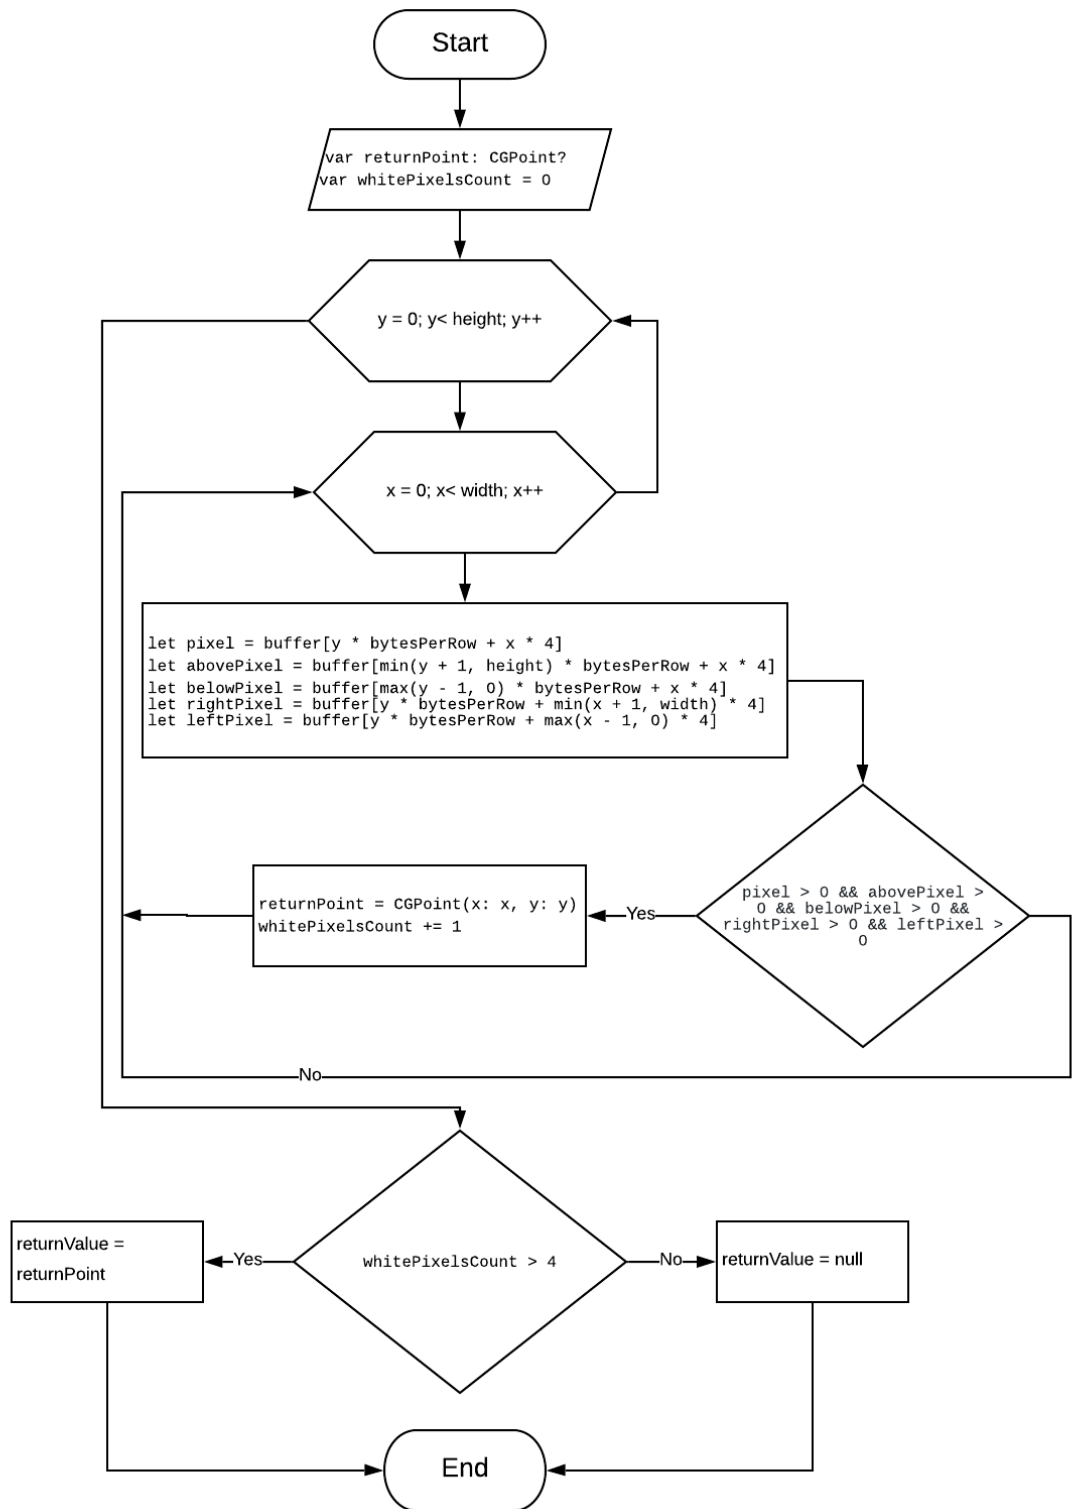 Start
var returnPoint: CGPoint?
var whitePixelsCount = 0
y = 0; y< height; y++
x = 0; x< width; x++
let pixel = buffer[y * bytesPerRow + x * 4]
let abovePixel = buffer[min(y + 1, height) * bytesPerRow + x * 4]
let belowPixel = buffer[max(y - 1, 0) * bytesPerRow + x * 4]
let rightPixel = buffer[y * bytesPerRow + min(x + 1, width) * 4]
let leftPixel = buffer[y * bytesPerRow + max(x - 1, 0) * 4]
pixel > 0 && abovePixel >
0 && belowPixel > 0 &&
rightPixel > 0 && leftPixel >
0
Yes
returnPoint = CGPoint(x: x, y: y)
whitePixelsCount += 1
No
whitePixelsCount > 4
Yes
returnValue =
returnPoint
No
returnValue = null
End